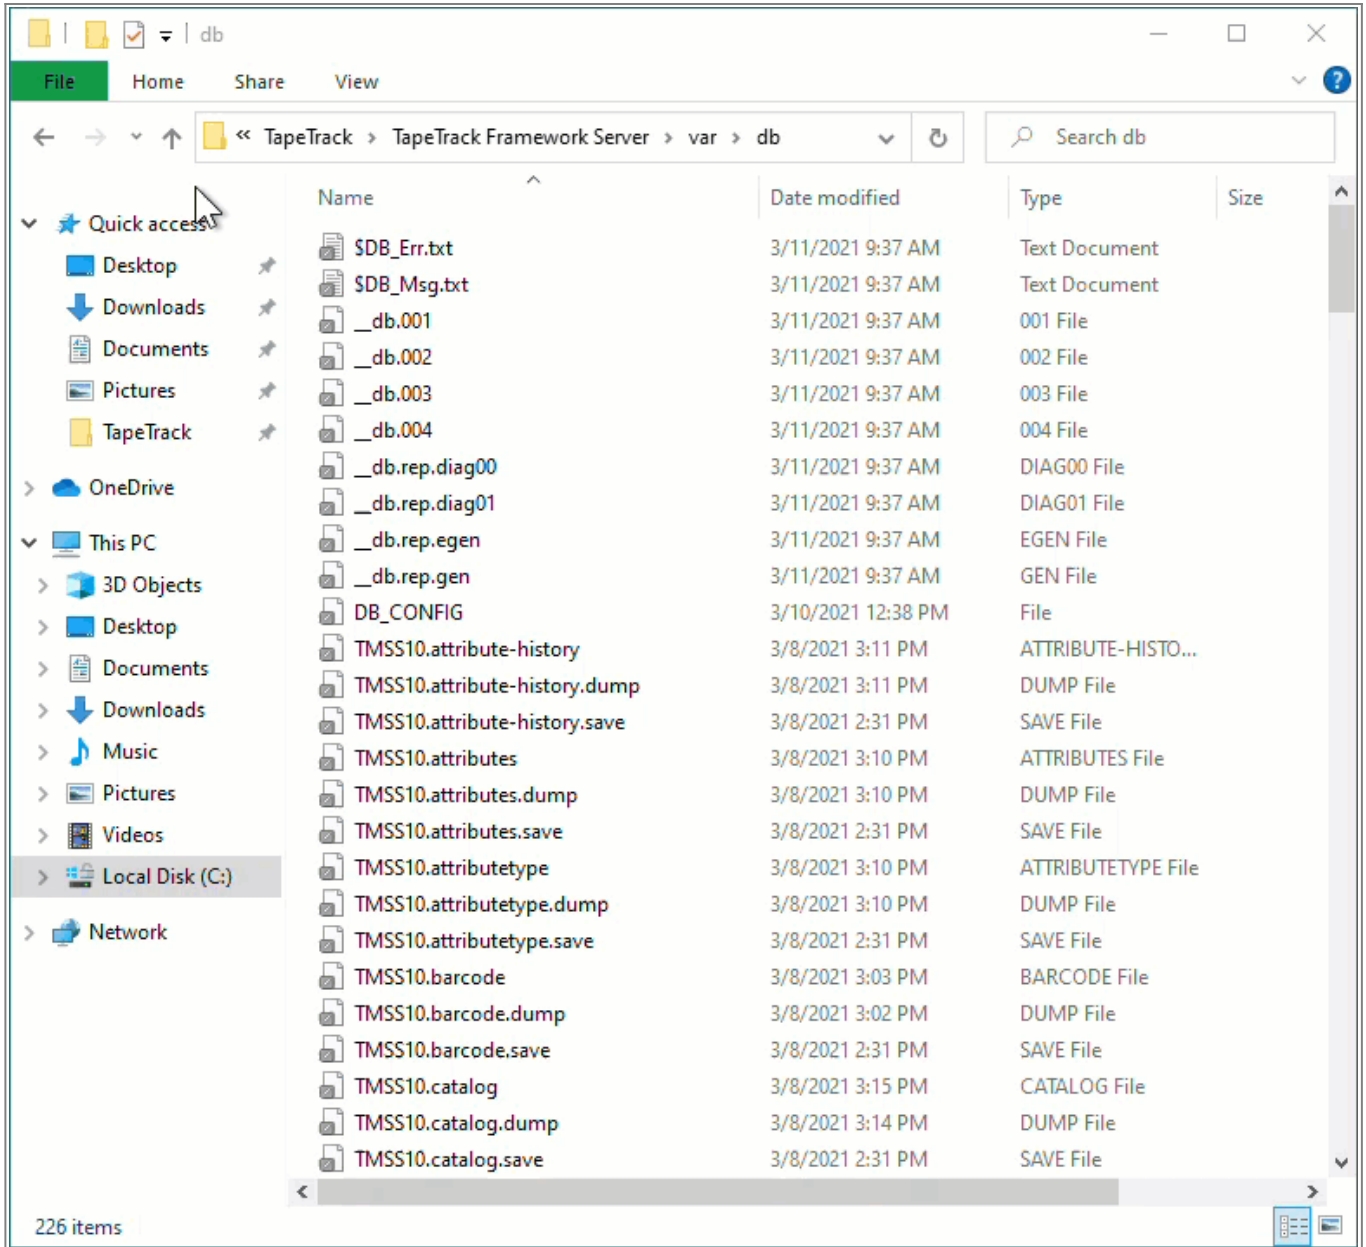 db
File Home Share View
« TapeTrack > TapeTrack Framework Server > var > db Search db
Name Date modified Type Size
Quick access
Desktop
Downloads
Documents
Pictures
TapeTrack
OneDrive
This PC
3D Objects
Desktop
Documents
Downloads
Music
Pictures
Videos
Local Disk (C:)
Network
$DB_Err.txt 3/11/2021 9:37 AM Text Document
$DB_Msg.txt 3/11/2021 9:37 AM Text Document
__db.001 3/11/2021 9:37 AM 001 File
__db.002 3/11/2021 9:37 AM 002 File
__db.003 3/11/2021 9:37 AM 003 File
__db.004 3/11/2021 9:37 AM 004 File
__db.rep.diag00 3/11/2021 9:37 AM DIAG00 File
__db.rep.diag01 3/11/2021 9:37 AM DIAG01 File
__db.rep.egen 3/11/2021 9:37 AM EGEN File
__db.rep.gen 3/11/2021 9:37 AM GEN File
DB_CONFIG 3/10/2021 12:38 PM File
TMSS10.attribute-history 3/8/2021 3:11 PM ATTRIBUTE-HISTO...
TMSS10.attribute-history.dump 3/8/2021 3:11 PM DUMP File
TMSS10.attribute-history.save 3/8/2021 2:31 PM SAVE File
TMSS10.attributes 3/8/2021 3:10 PM ATTRIBUTES File
TMSS10.attributes.dump 3/8/2021 3:10 PM DUMP File
TMSS10.attributes.save 3/8/2021 2:31 PM SAVE File
TMSS10.attributetype 3/8/2021 3:10 PM ATTRIBUTETYPE File
TMSS10.attributetype.dump 3/8/2021 3:10 PM DUMP File
TMSS10.attributetype.save 3/8/2021 2:31 PM SAVE File
TMSS10.barcode 3/8/2021 3:03 PM BARCODE File
TMSS10.barcode.dump 3/8/2021 3:02 PM DUMP File
TMSS10.barcode.save 3/8/2021 2:31 PM SAVE File
TMSS10.catalog 3/8/2021 3:15 PM CATALOG File
TMSS10.catalog.dump 3/8/2021 3:14 PM DUMP File
TMSS10.catalog.save 3/8/2021 2:31 PM SAVE File
226 items